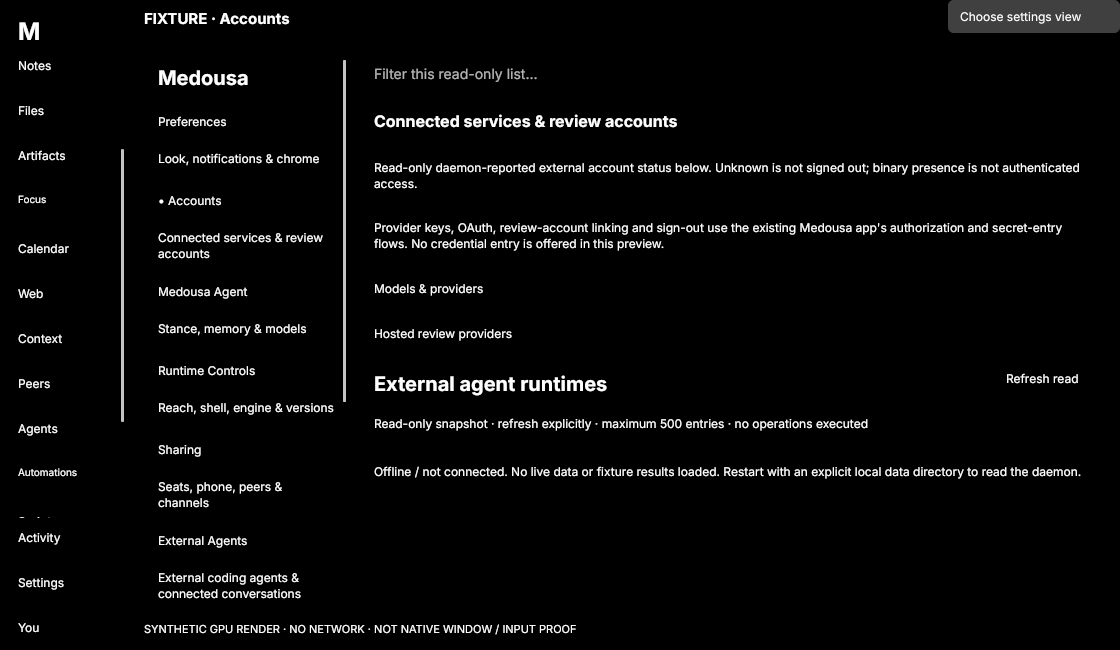 M
Notes
Files
Artifacts
Focus
Calendar
Web
Context
Peers
Agents
Automations
Activity
Settings
You
FIXTURE · Accounts
Choose settings view
Medousa
Preferences
Look, notifications & chrome
• Accounts
Connected services & review
accounts
Medousa Agent
Stance, memory & models
Runtime Controls
Reach, shell, engine & versions
Sharing
Seats, phone, peers &
channels
External Agents
External coding agents &
connected conversations
Filter this read-only list...
Connected services & review accounts
Read-only daemon-reported external account status below. Unknown is not signed out; binary presence is not authenticated
access.
Provider keys, OAuth, review-account linking and sign-out use the existing Medousa app's authorization and secret-entry
flows. No credential entry is offered in this preview.
Models & providers
Hosted review providers
External agent runtimes
Refresh read
Read-only snapshot · refresh explicitly · maximum 500 entries · no operations executed
Offline / not connected. No live data or fixture results loaded. Restart with an explicit local data directory to read the daemon.
SYNTHETIC GPU RENDER · NO NETWORK · NOT NATIVE WINDOW / INPUT PROOF